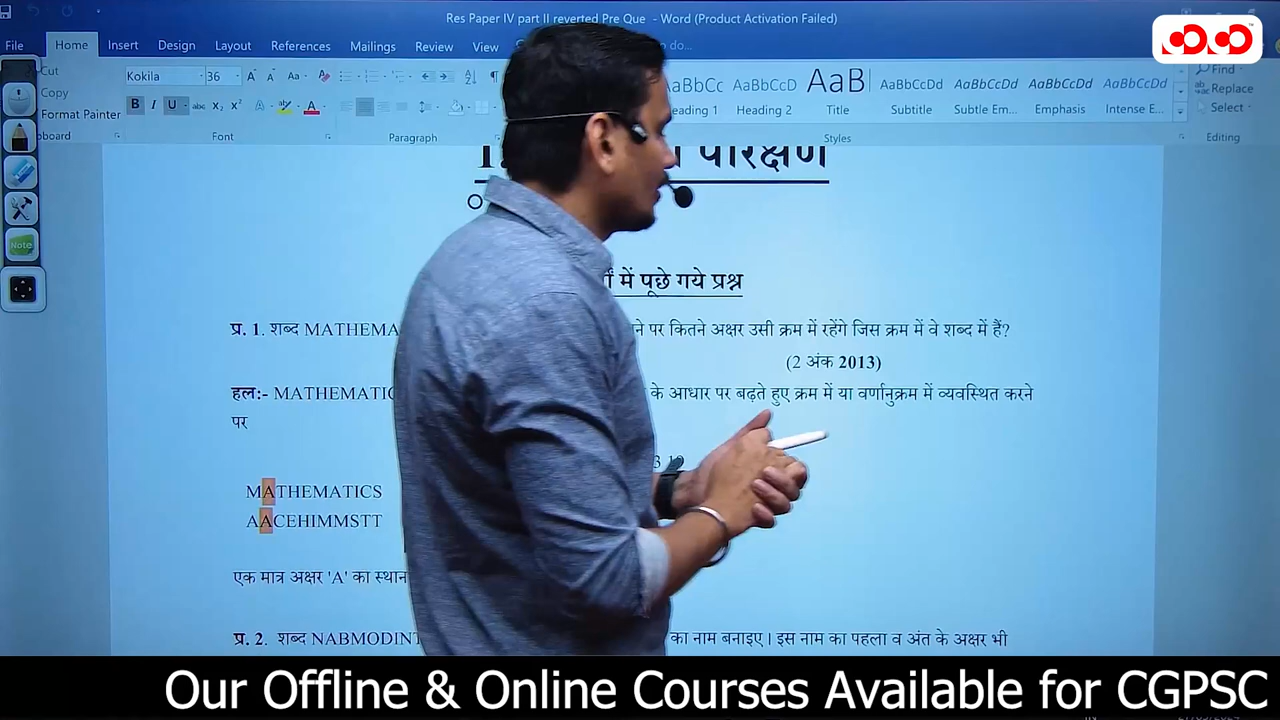 Res Paper IV part II reverted Pre Que - Word (Product Activation Failed)
File Home Insert Design Layout References Mailings Review View do...
Cut
Copy
Format Painter
Kokila 36
Font
Paragraph
AaBbCc AaBbCcD AaB AaBbCcDd AaBbCcDd AaBbCcDd AaBbCcDd
eading 1 Heading 2 Title Subtitle Subtle Em... Emphasis Intense E...
Styles
Find
Replace
Select
Editing
Note
परिक्षण
में पूछे गये प्रश्न
प्र. 1. शब्द MATHEMA पर कितने अक्षर उसी क्रम में रहेंगे जिस क्रम में वे शब्द में हैं?
(2 अंक 2013)
हल:- MATHEMATIC के आधार पर बढ़ते हुए क्रम में या वर्णानुक्रम में व्यवस्थित करने
पर
MATHEMATICS
AACEHIMMSTT
एक मात्र अक्षर 'A' का स्थान
प्र. 2. शब्द NABMODINT का नाम बनाइए । इस नाम का पहला व अंत के अक्षर भी
Our Offline & Online Courses Available for CGPSC